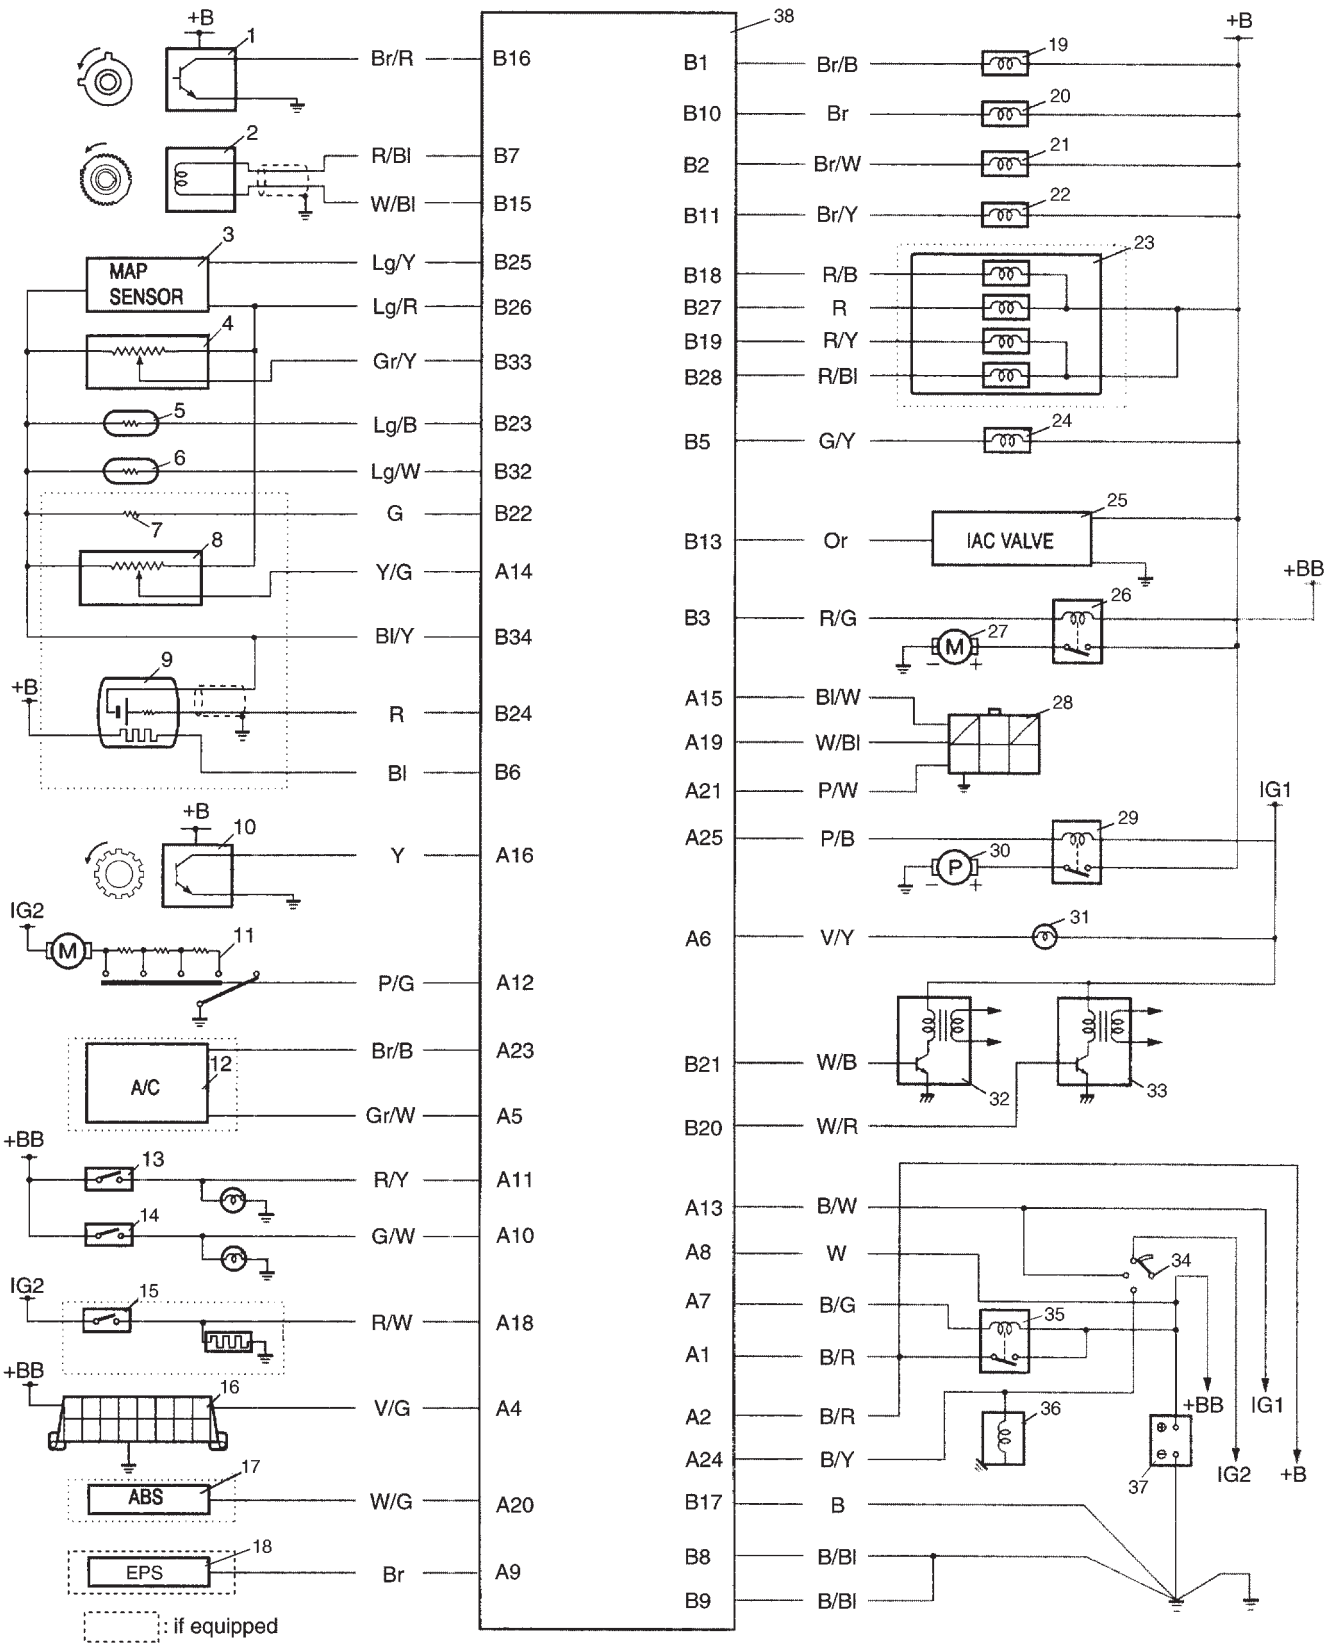 +B
1
Br/R
B16
2
R/Bl
B7
W/Bl
B15
3
MAP
SENSOR
Lg/Y
B25
Lg/R
B26
4
Gr/Y
B33
5
Lg/B
B23
6
Lg/W
B32
7
G
B22
8
Y/G
A14
Bl/Y
B34
9
+B
R
B24
Bl
B6
+B
10
Y
A16
IG2
M
11
P/G
A12
Br/B
A23
12
A/C
Gr/W
A5
+BB
13
R/Y
A11
14
G/W
A10
IG2
15
R/W
A18
+BB
16
V/G
A4
17
ABS
W/G
A20
18
EPS
Br
A9
: if equipped
38
+B
B1
Br/B
19
B10
Br
20
B2
Br/W
21
B11
Br/Y
22
23
B18
R/B
B27
R
B19
R/Y
B28
R/Bl
B5
G/Y
24
B13
Or
IAC VALVE
25
+BB
B3
R/G
26
M
27
− +
A15
Bl/W
28
A19
W/Bl
A21
P/W
IG1
A25
P/B
29
P
30
− +
A6
V/Y
31
B21
W/B
32
33
B20
W/R
A13
B/W
A8
W
34
A7
B/G
35
A1
B/R
+BB
IG1
A2
B/R
36
⊕
⊖
37
IG2
+B
A24
B/Y
B17
B
B8
B/Bl
B9
B/Bl